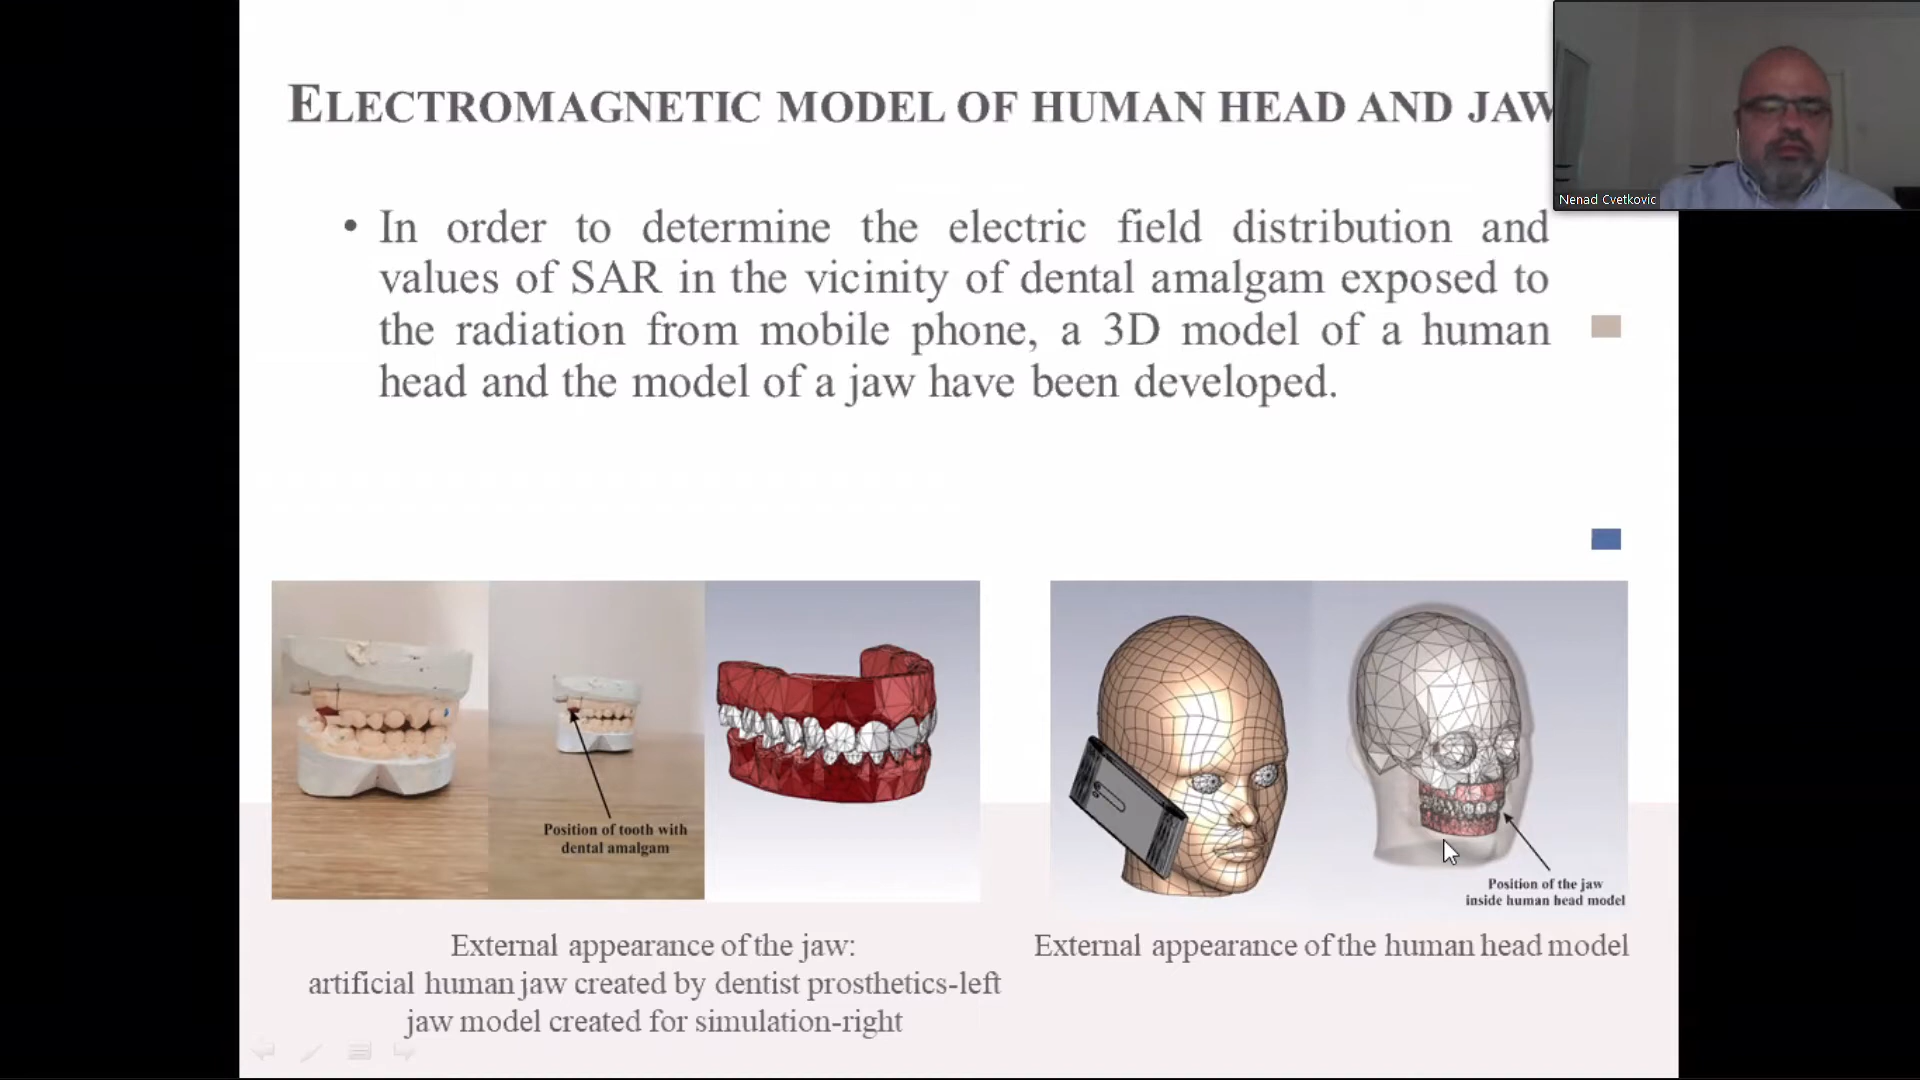 ELECTROMAGNETIC MODEL OF HUMAN HEAD AND JAW
Nenad Cvetkovic
• In order to determine the electric field distribution and
values of SAR in the vicinity of dental amalgam exposed to
the radiation from mobile phone, a 3D model of a human
head and the model of a jaw have been developed.
Position of tooth with
dental amalgam
Position of the jaw
inside human head model
External appearance of the jaw:
artificial human jaw created by dentist prosthetics-left
jaw model created for simulation-right
External appearance of the human head model